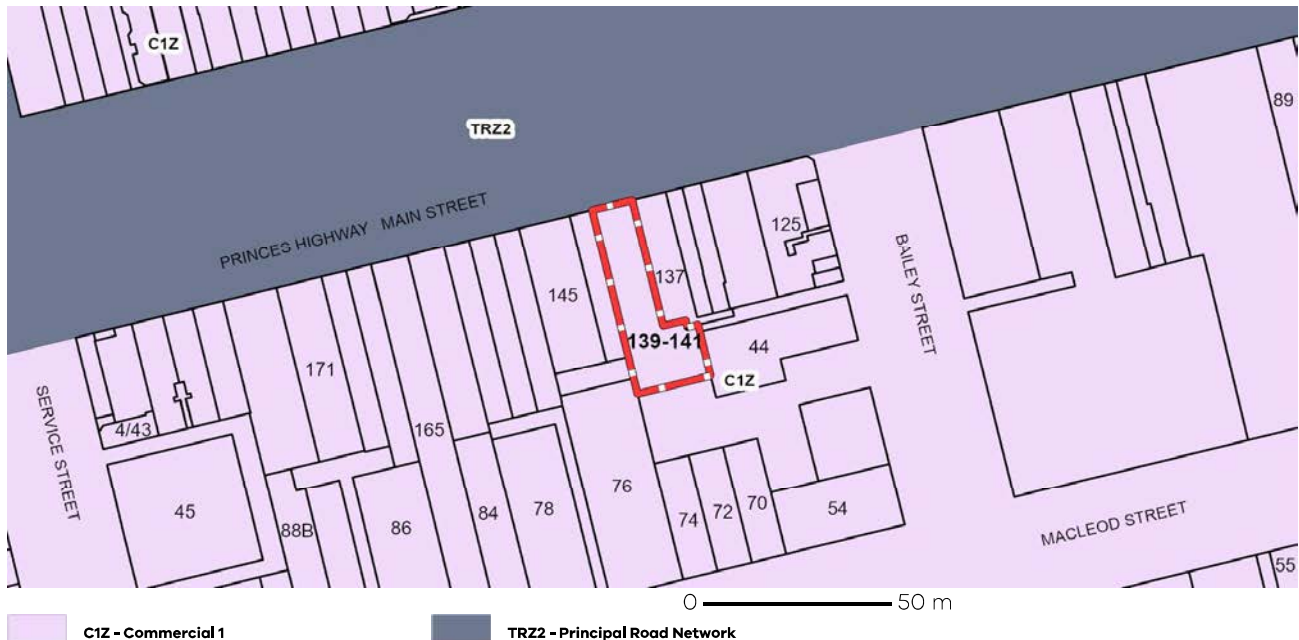 C1Z
TRZ2
89
PRINCES HIGHWAY MAIN STREET
125
137
145
139-141
44
BAILEY STREET
C1Z
171
165
4/43
SERVICE STREET
45
88B
86
84
78
76
74
72
70
54
MACLEOD STREET
55
0 50 m
C1Z - Commercial 1
TRZ2 - Principal Road Network